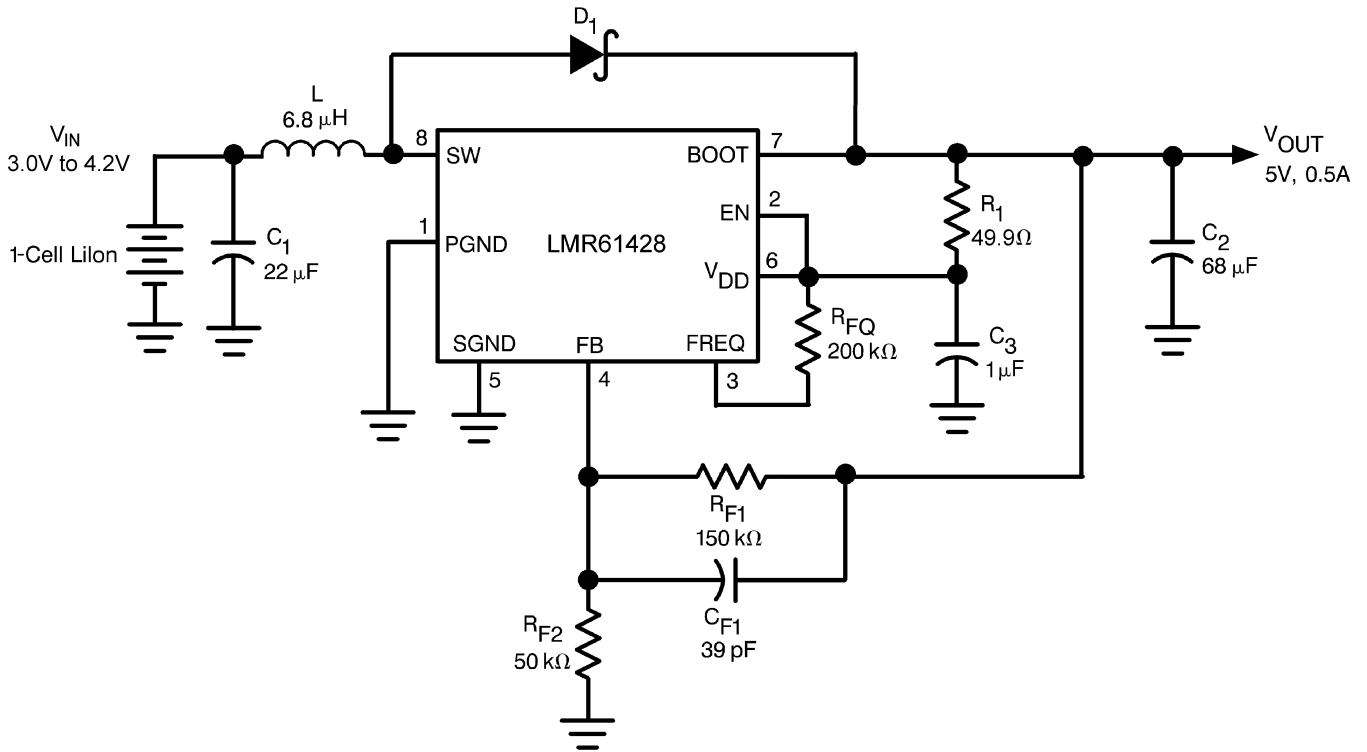 D1
L
6.8 µH
VIN
3.0V to 4.2V
8
SW
BOOT
7
VOUT
5V, 0.5A
EN
2
R1
49.9Ω
1
PGND
LMR61428
C1
22 µF
1-Cell LiIon
C2
68 µF
VDD
6
RFQ
200 kΩ
SGND
FB
FREQ
C3
1µF
5
4
3
RF1
150 kΩ
CF1
39 pF
RF2
50 kΩ